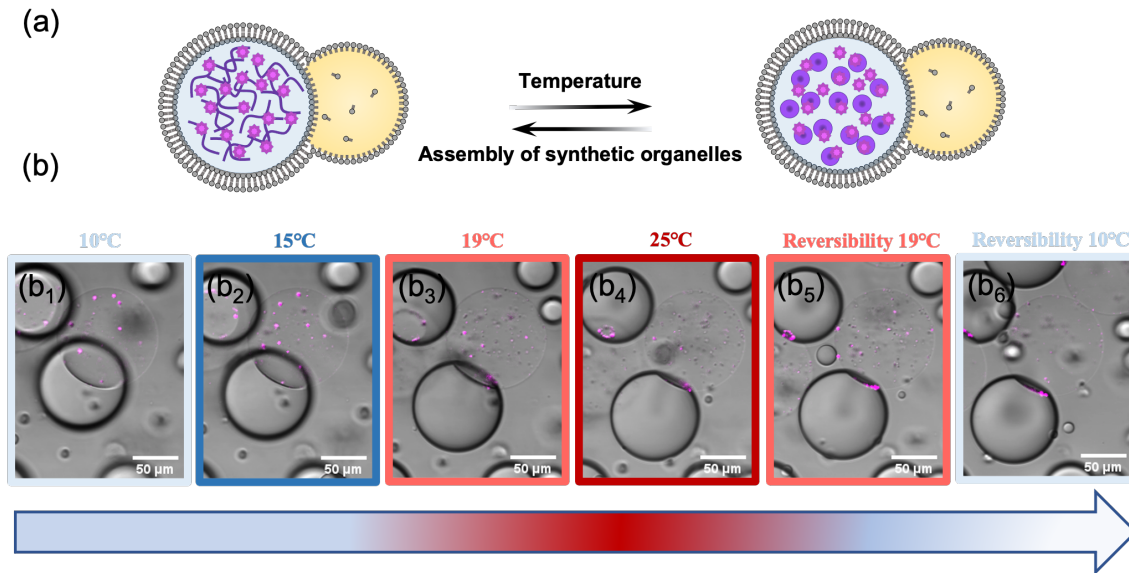 (a)
Temperature
Assembly of synthetic organelles
(b)
10℃
15℃
19℃
25℃
Reversibility 19℃
Reversibility 10℃
(b1)
(b2)
(b3)
(b4)
(b5)
(b6)
50 µm
50 µm
50 µm
50 µm
50 µm
50 µm